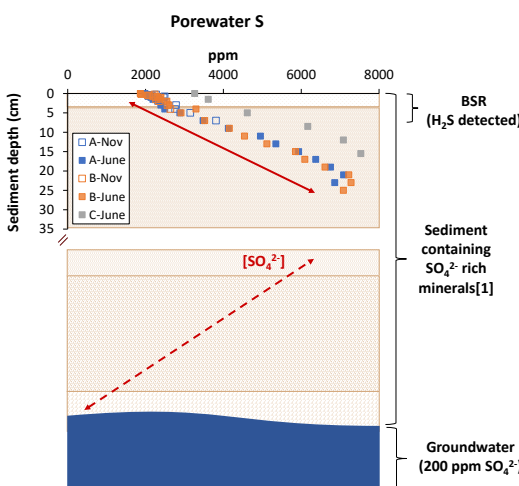 Porewater S
ppm
0 2000 4000 6000 8000
Sediment depth (cm)
0
5
10
15
20
25
30
35
A-Nov
A-June
B-Nov
B-June
C-June
BSR
(H₂S detected)
[SO₄²⁻]
Sediment
containing
SO₄²⁻ rich
minerals[1]
Groundwater
(200 ppm SO₄²⁻)